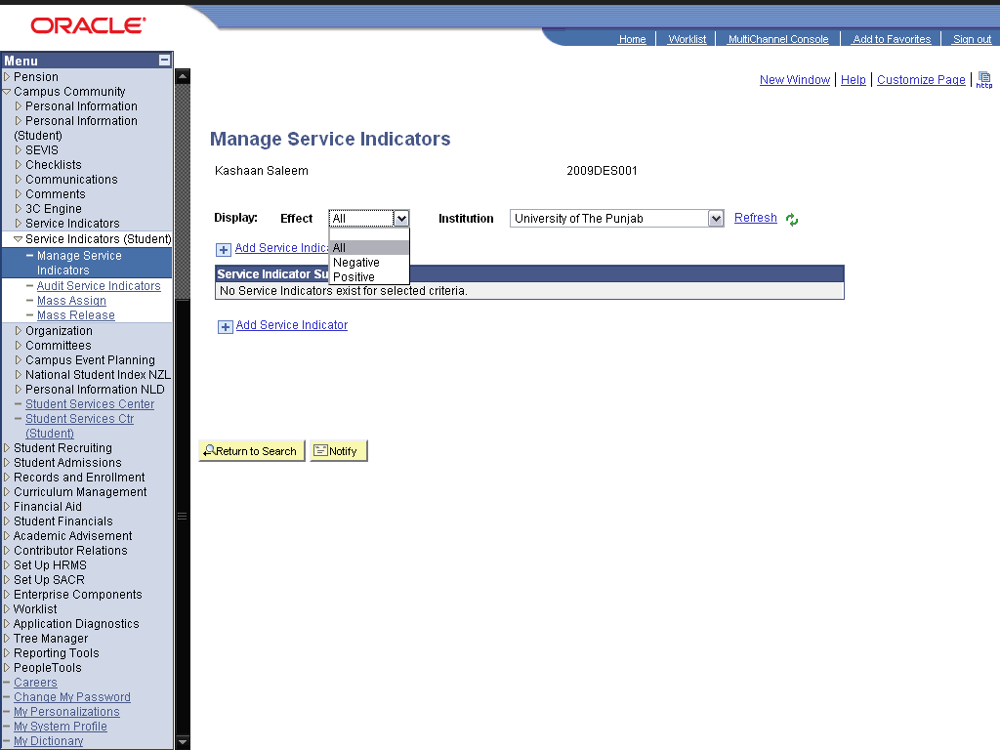 ORACLE
Home
Worklist
MultiChannel Console
Add to Favorites
Sign out
Menu
Pension
Campus Community
Personal Information
Personal Information
(Student)
SEVIS
Checklists
Communications
Comments
3C Engine
Service Indicators
Service Indicators (Student)
Manage Service
Indicators
Audit Service Indicators
Mass Assign
Mass Release
Organization
Committees
Campus Event Planning
National Student Index NZL
Personal Information NLD
Student Services Center
Student Services Ctr
(Student)
Student Recruiting
Student Admissions
Records and Enrollment
Curriculum Management
Financial Aid
Student Financials
Academic Advisement
Contributor Relations
Set Up HRMS
Set Up SACR
Enterprise Components
Worklist
Application Diagnostics
Tree Manager
Reporting Tools
PeopleTools
Careers
Change My Password
My Personalizations
My System Profile
My Dictionary
New Window | Help | Customize Page | http
Manage Service Indicators
Kashaan Saleem 2009DES001
Display: Effect All Institution University of The Punjab Refresh
All
Negative
Positive
Add Service Indic
Service Indicator Su
No Service Indicators exist for selected criteria.
Add Service Indicator
Return to Search Notify